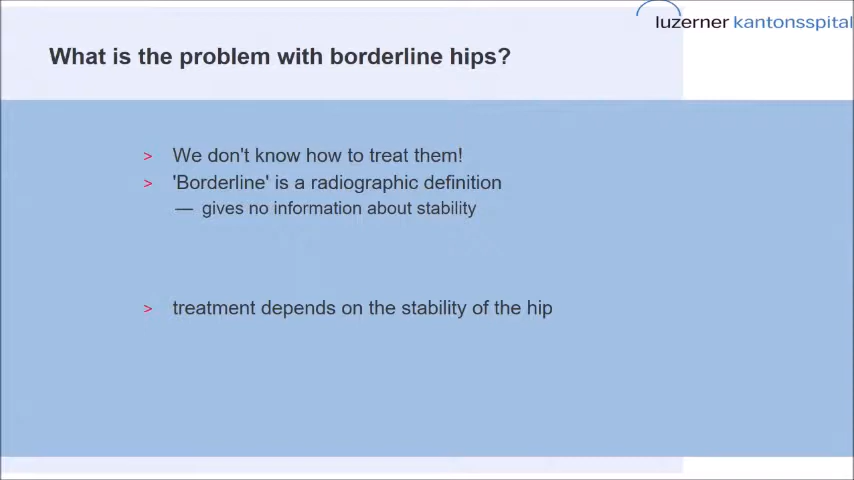 luzerner kantonsspital
What is the problem with borderline hips?
> We don't know how to treat them!
> 'Borderline' is a radiographic definition
— gives no information about stability
> treatment depends on the stability of the hip